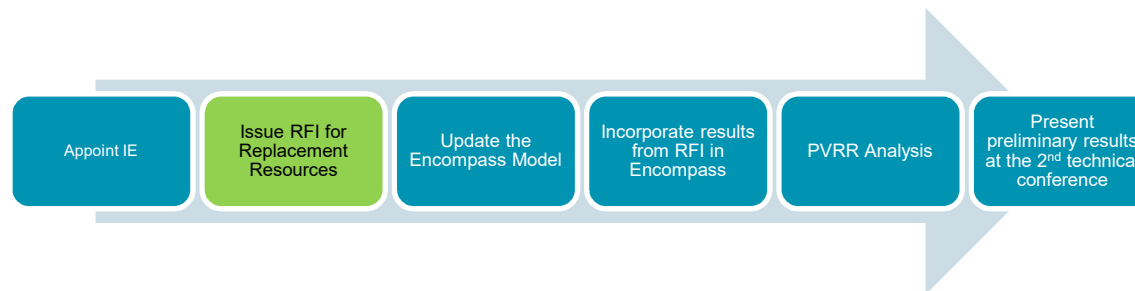 Appoint IE
Issue RFI for
Replacement
Resources
Update the
Encompass Model
Incorporate results
from RFI in
Encompass
PVRR Analysis
Present
preliminary results
at the 2nd technical
conference